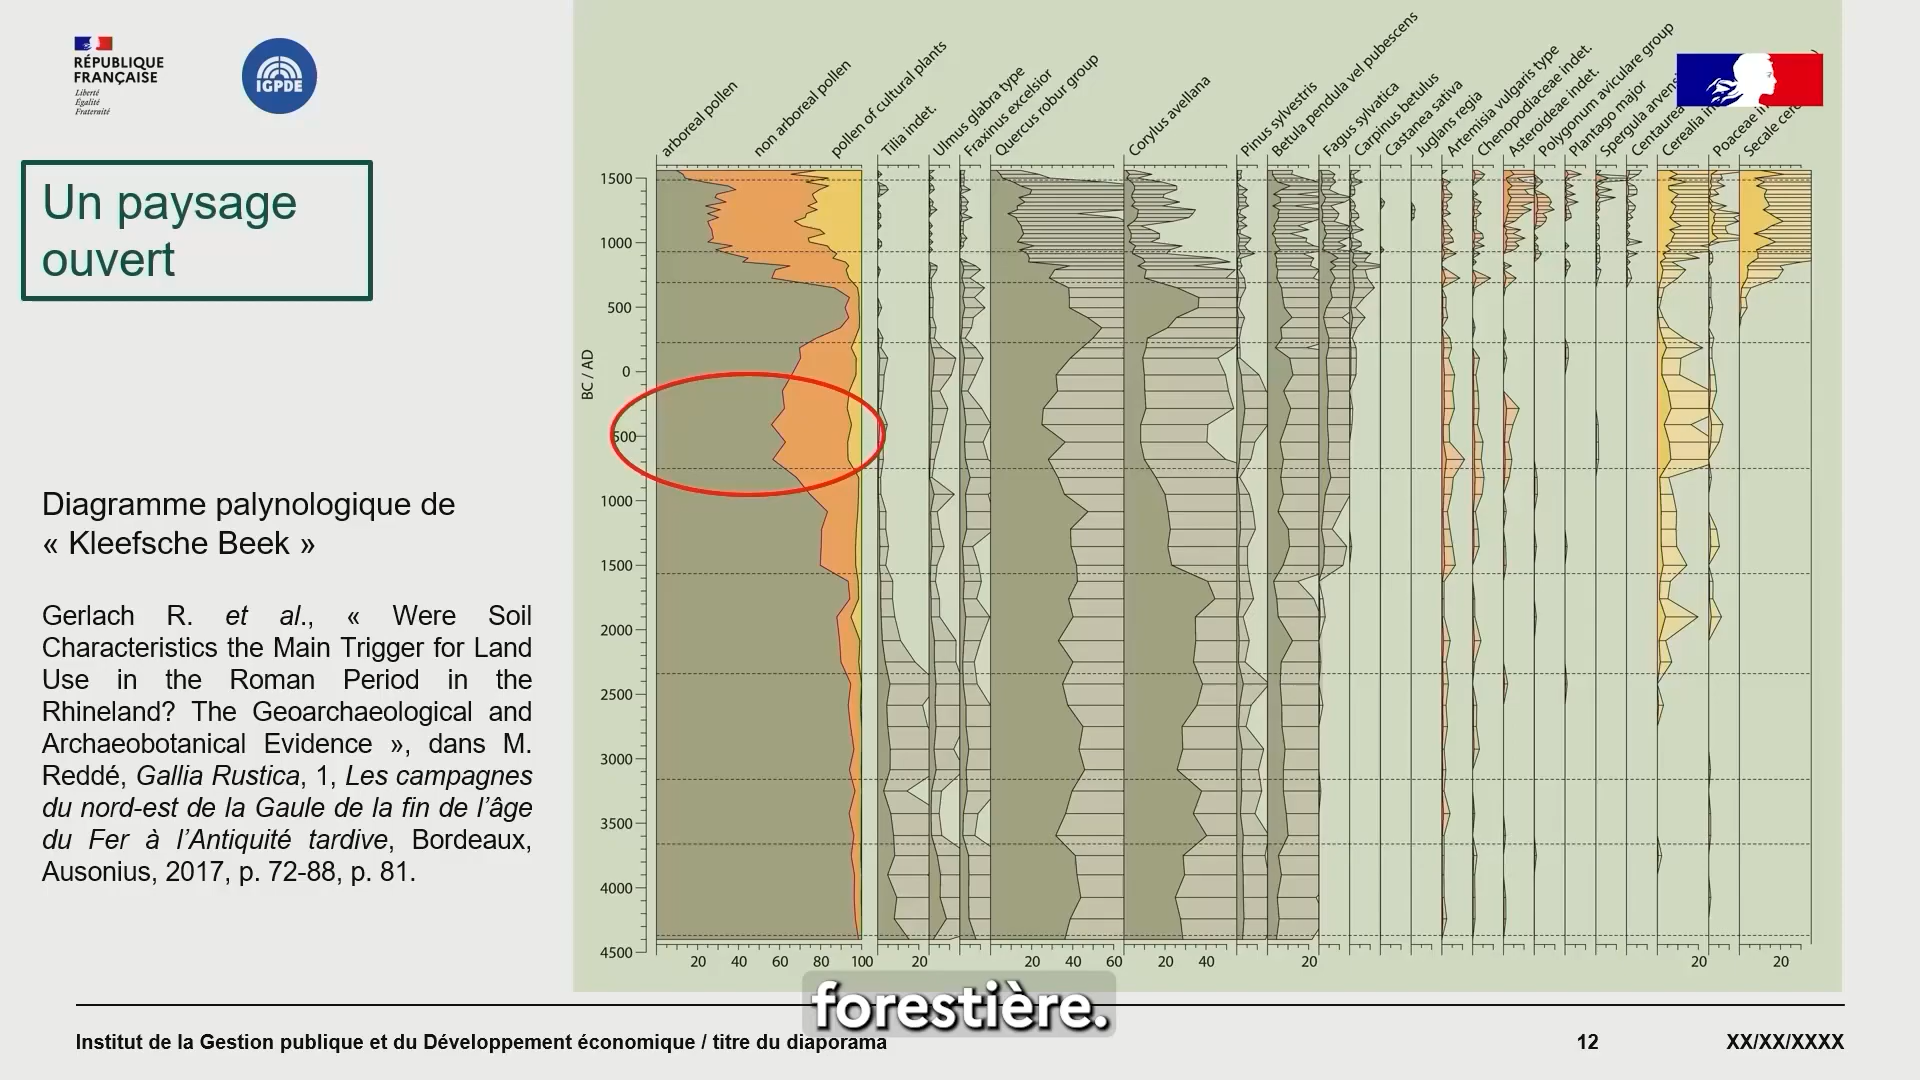 RÉPUBLIQUE
FRANÇAISE
Liberté
Égalité
Fraternité
IGPDE
Un paysage
ouvert
Diagramme palynologique de
« Kleefsche Beek »
Gerlach R. et al., « Were Soil
Characteristics the Main Trigger for Land
Use in the Roman Period in the
Rhineland? The Geoarchaeological and
Archaeobotanical Evidence », dans M.
Reddé, Gallia Rustica, 1, Les campagnes
du nord-est de la Gaule de la fin de l’âge
du Fer à l’Antiquité tardive, Bordeaux,
Ausonius, 2017, p. 72-88, p. 81.
arboreal pollen
non arboreal pollen
pollen of cultural plants
Tilia indet.
Ulmus glabra type
Fraxinus excelsior
Quercus robur group
Corylus avellana
Pinus sylvestris
Betula pendula vel pubescens
Fagus sylvatica
Carpinus betulus
Castanea sativa
Juglans regia
Artemisia vulgaris type
Chenopodiaceae indet.
Asteroideae indet.
Polygonum aviculare group
Plantago major
Spergula arvens
Centaurea
Cerealia in
Poaceae in
Secale cere
BC / AD
1500
1000
500
0
500
1000
1500
2000
2500
3000
3500
4000
4500
20 40 60 80 100 20 20 40 60 20 40 20 20 20
forestière.
Institut de la Gestion publique et du Développement économique / titre du diaporama
12
XX/XX/XXXX